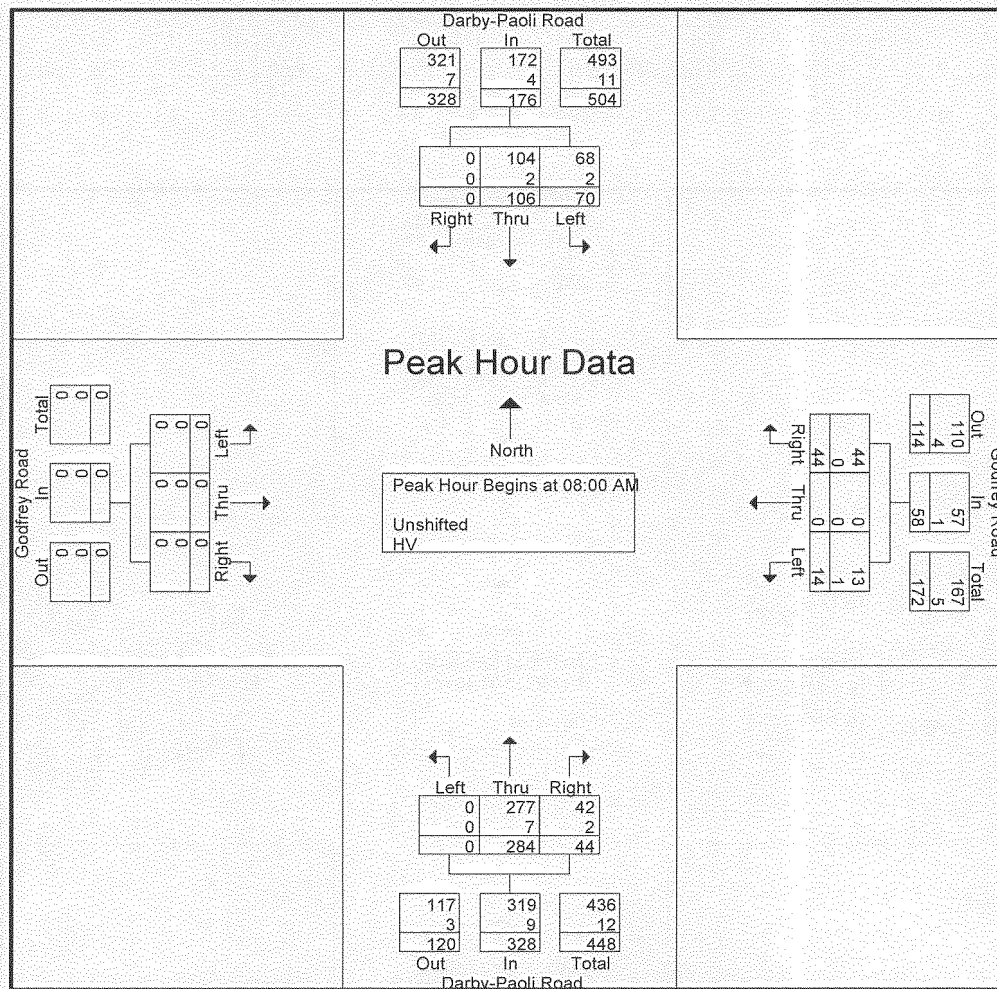 Darby-Paoli Road
Out In Total
321 172 493
7 4 11
328 176 504
0 104 68
0 2 2
0 106 70
Right Thru Left
Peak Hour Data
North
Peak Hour Begins at 08:00 AM
Unshifted
HV
Godfrey Road
Total In Out
0 0 0
0 0 0
0 0 0
Left Thru Right
0 0 0
0 0 0
0 0 0
Right Thru Left
44 0 13
0 0 1
44 0 14
Godfrey Road
Out In Total
110 57 167
4 1 5
114 58 172
Left Thru Right
0 277 42
0 7 2
0 284 44
117 319 436
3 9 12
120 328 448
Out In Total
Darby-Paoli Road